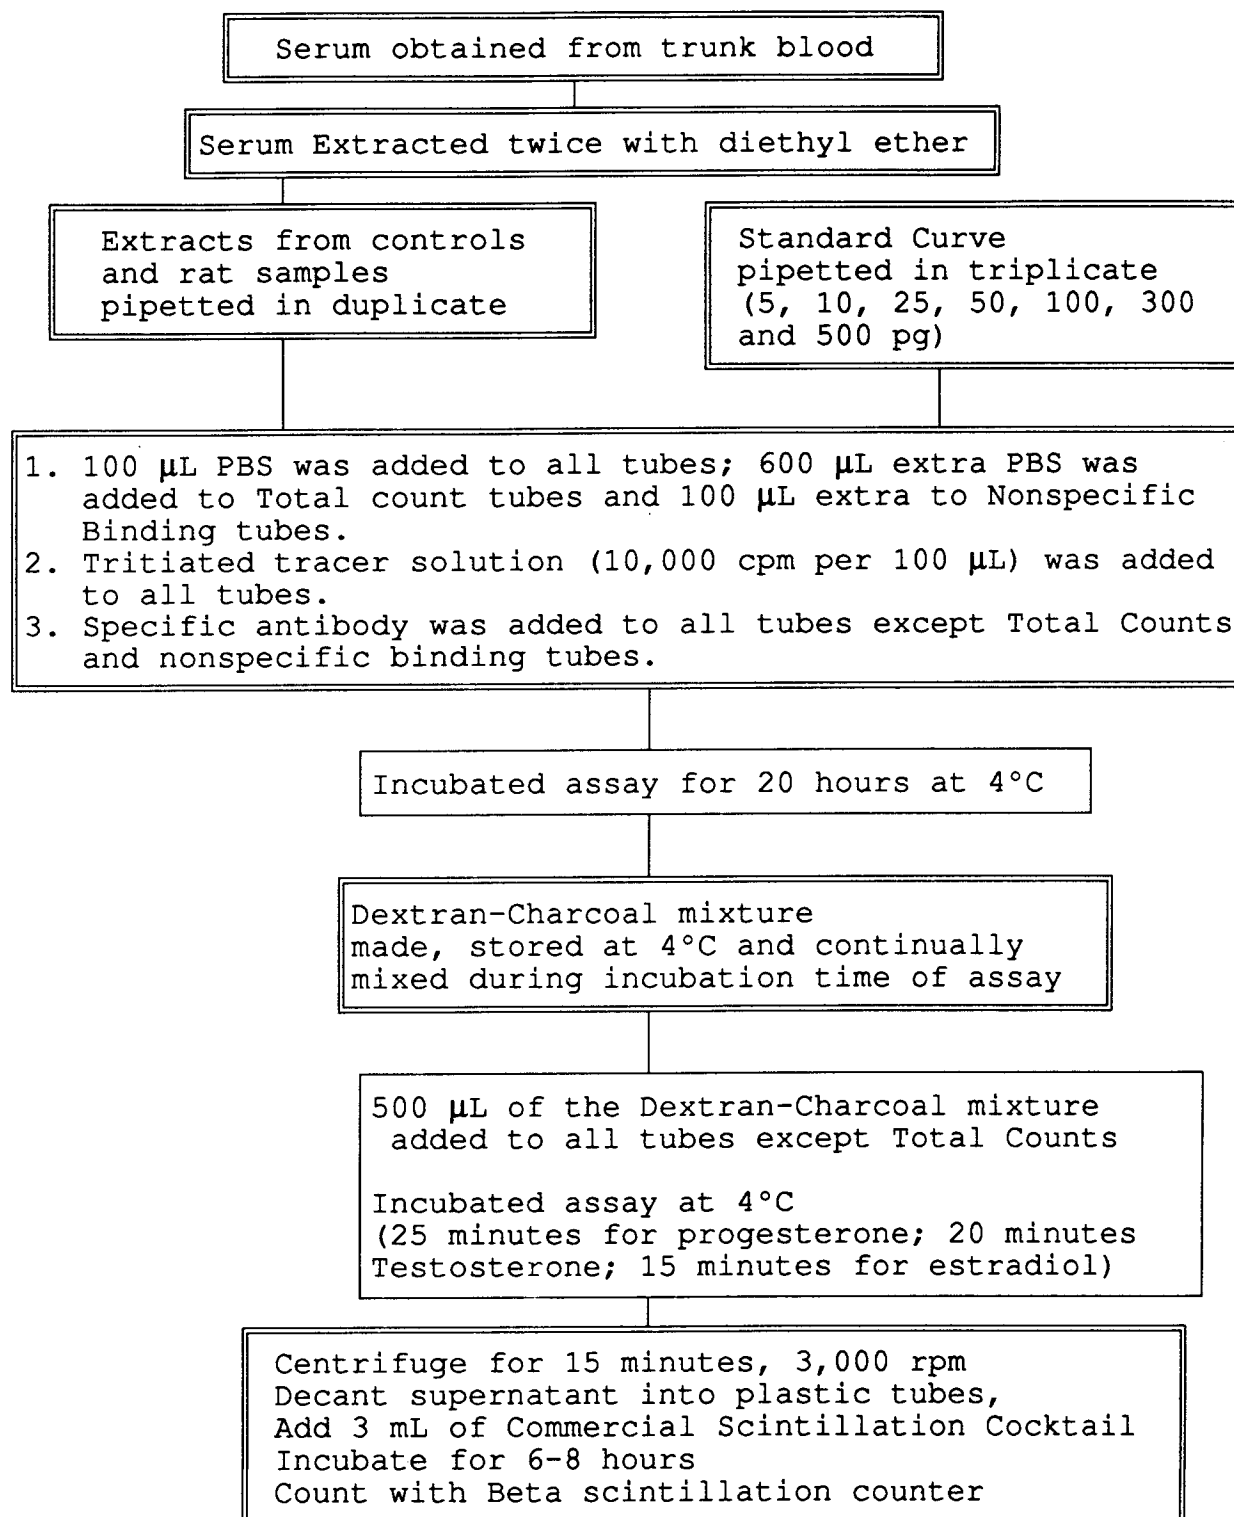 Serum obtained from trunk blood
Serum Extracted twice with diethyl ether
Extracts from controls
and rat samples
pipetted in duplicate
Standard Curve
pipetted in triplicate
(5, 10, 25, 50, 100, 300
and 500 pg)
1. 100 µL PBS was added to all tubes; 600 µL extra PBS was
added to Total count tubes and 100 µL extra to Nonspecific
Binding tubes.
2. Tritiated tracer solution (10,000 cpm per 100 µL) was added
to all tubes.
3. Specific antibody was added to all tubes except Total Counts
and nonspecific binding tubes.
Incubated assay for 20 hours at 4°C
Dextran-Charcoal mixture
made, stored at 4°C and continually
mixed during incubation time of assay
500 µL of the Dextran-Charcoal mixture
added to all tubes except Total Counts
Incubated assay at 4°C
(25 minutes for progesterone; 20 minutes
Testosterone; 15 minutes for estradiol)
Centrifuge for 15 minutes, 3,000 rpm
Decant supernatant into plastic tubes,
Add 3 mL of Commercial Scintillation Cocktail
Incubate for 6-8 hours
Count with Beta scintillation counter